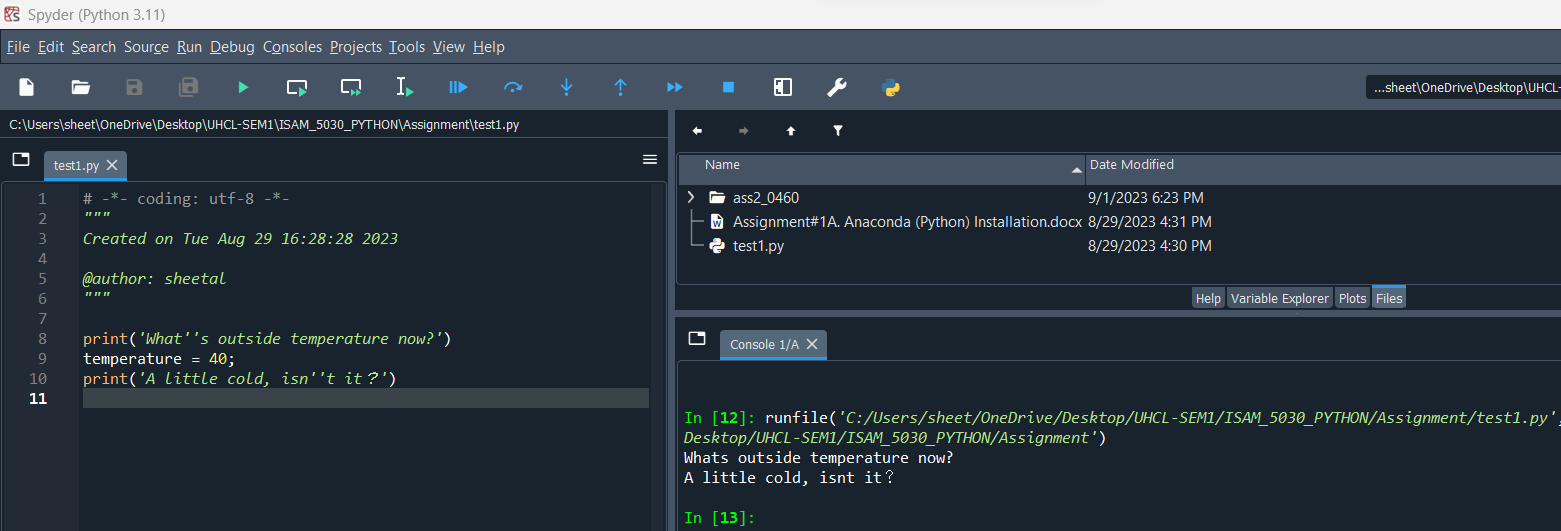 Spyder (Python 3.11)
File Edit Search Source Run Debug Consoles Projects Tools View Help
...sheet\OneDrive\Desktop\UHCL-
C:\Users\sheet\OneDrive\Desktop\UHCL-SEM1\ISAM_5030_PYTHON\Assignment\test1.py
test1.py
1 # -*- coding: utf-8 -*-
2 """
3 Created on Tue Aug 29 16:28:28 2023
4
5 @author: sheetal
6 """
7
8 print('What''s outside temperature now?')
9 temperature = 40;
10 print('A little cold, isn''t it？')
11
Name Date Modified
ass2_0460 9/1/2023 6:23 PM
Assignment#1A. Anaconda (Python) Installation.docx 8/29/2023 4:31 PM
test1.py 8/29/2023 4:30 PM
Help Variable Explorer Plots Files
Console 1/A
In [12]: runfile('C:/Users/sheet/OneDrive/Desktop/UHCL-SEM1/ISAM_5030_PYTHON/Assignment/test1.py',
Desktop/UHCL-SEM1/ISAM_5030_PYTHON/Assignment')
Whats outside temperature now?
A little cold, isnt it？
In [13]: